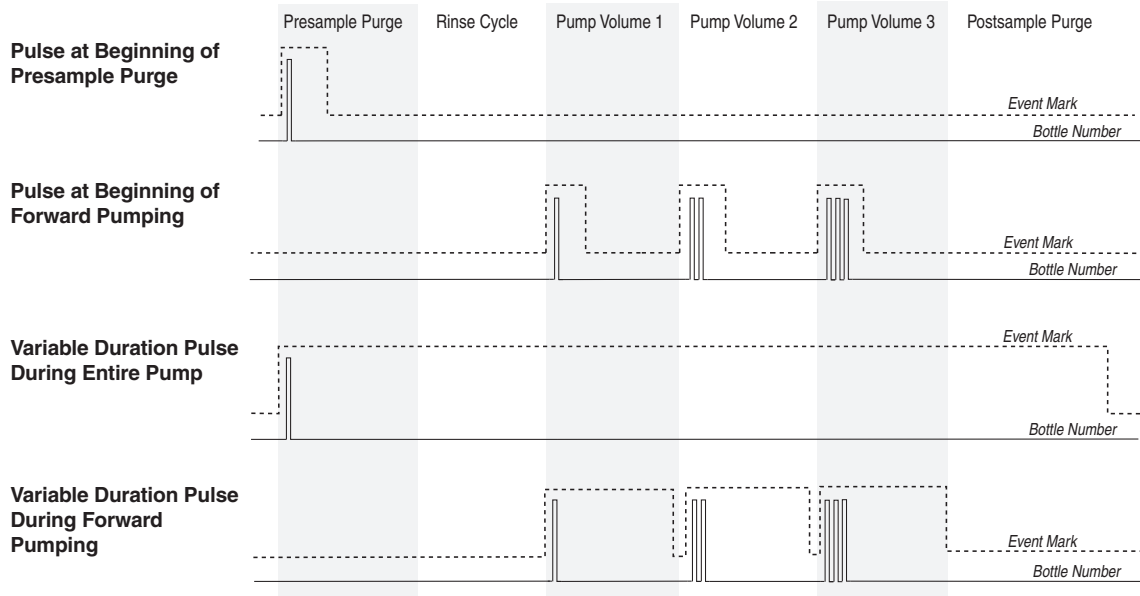 Presample Purge
Rinse Cycle
Pump Volume 1
Pump Volume 2
Pump Volume 3
Postsample Purge
Pulse at Beginning of
Presample Purge
Event Mark
Bottle Number
Pulse at Beginning of
Forward Pumping
Event Mark
Bottle Number
Variable Duration Pulse
During Entire Pump
Event Mark
Bottle Number
Variable Duration Pulse
During Forward
Pumping
Event Mark
Bottle Number